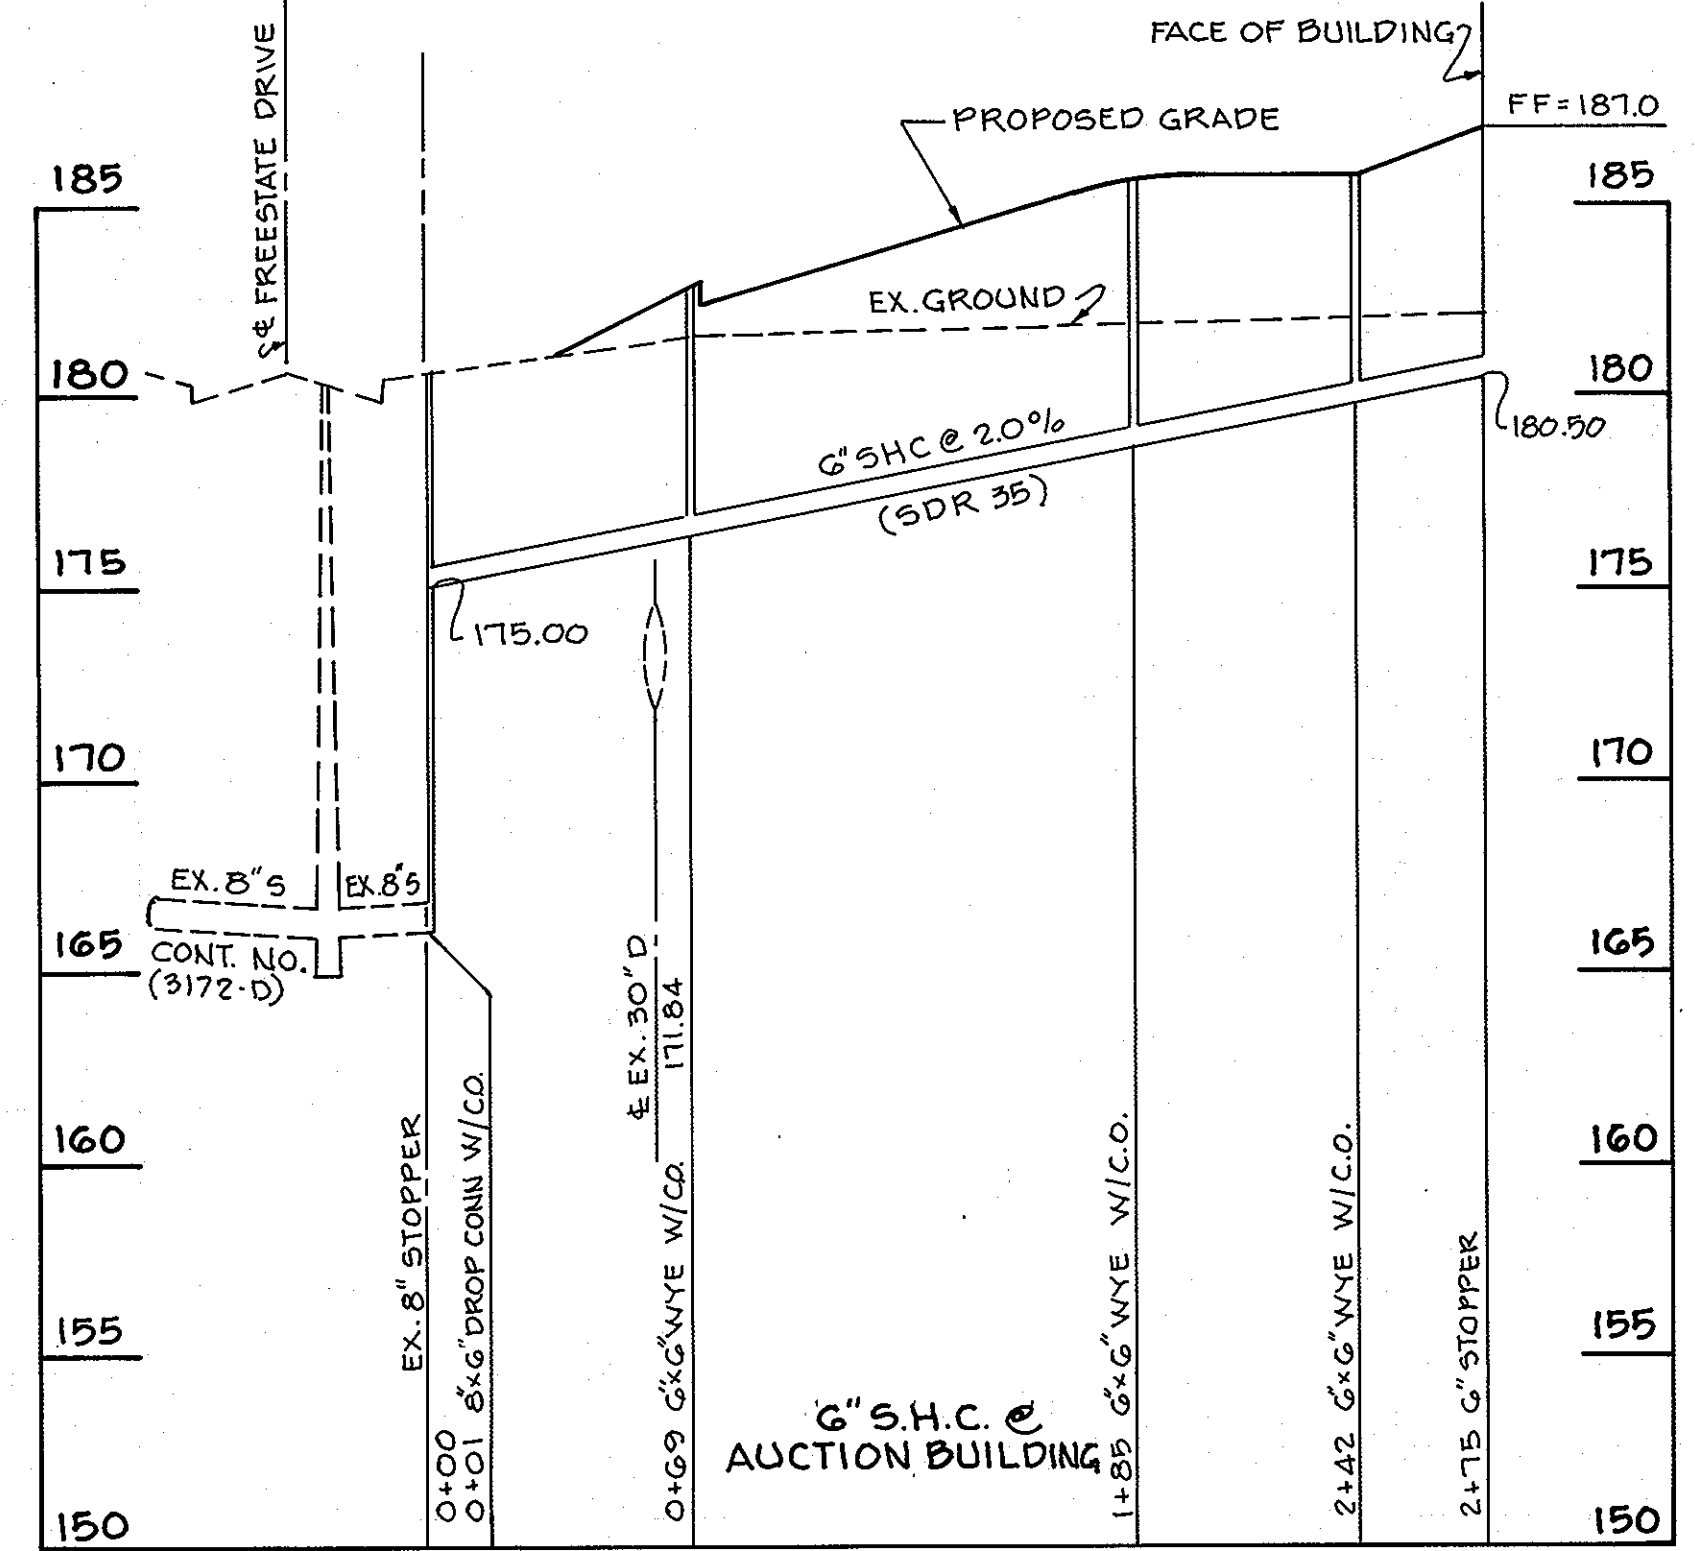 FACE OF BUILDING
FF=187.0
PROPOSED GRADE
℄ FREESTATE DRIVE
185
185
EX. GROUND
180
180
180.50
6" SHC @ 2.0%
(SDR 35)
175
175
175.00
170
170
EX. 8" S
EX. 8" S
165
165
CONT. NO.
(3172-D)
℄ EX. 30" D
171.84
160
160
155
155
150
150
EX. 8" STOPPER
0+00
0+01 8"x6" DROP CONN W/CO.
0+69 6"x6" WYE W/CO.
6" S.H.C. @
AUCTION BUILDING
1+85 6"x6" WYE W/C.O.
2+42 6"x6" WYE W/C.O.
2+75 6" STOPPER